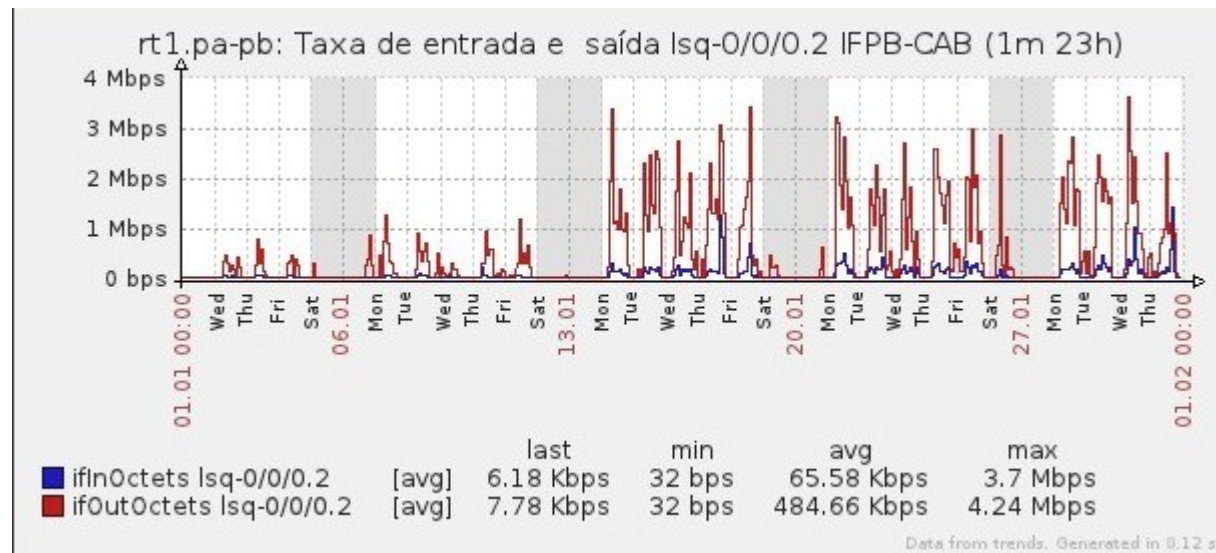 rt1.pa-pb: Taxa de entrada e saída lsq-0/0/0.2 IFPB-CAB (1m 23h)
4 Mbps
3 Mbps
2 Mbps
1 Mbps
0 bps
01.01 00:00 Wed Thu Fri Sat 06.01 Mon Tue Wed Thu Fri Sat 13.01 Mon Tue Wed Thu Fri Sat 20.01 Mon Tue Wed Thu Fri Sat 27.01 Mon Tue Wed Thu 01.02 00:00
last min avg max
ifInOctets lsq-0/0/0.2 [avg] 6.18 Kbps 32 bps 65.58 Kbps 3.7 Mbps
ifOutOctets lsq-0/0/0.2 [avg] 7.78 Kbps 32 bps 484.66 Kbps 4.24 Mbps
Data from trends. Generated in 0.12 s